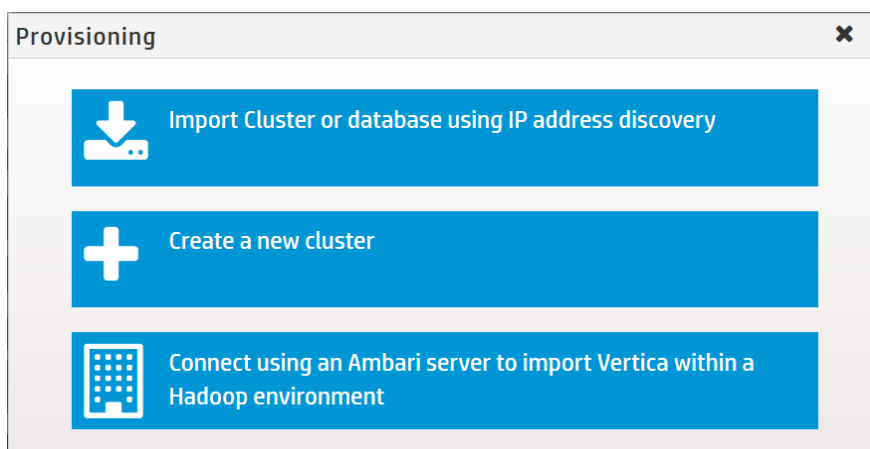 Provisioning
Import Cluster or database using IP address discovery
Create a new cluster
Connect using an Ambari server to import Vertica within a
Hadoop environment